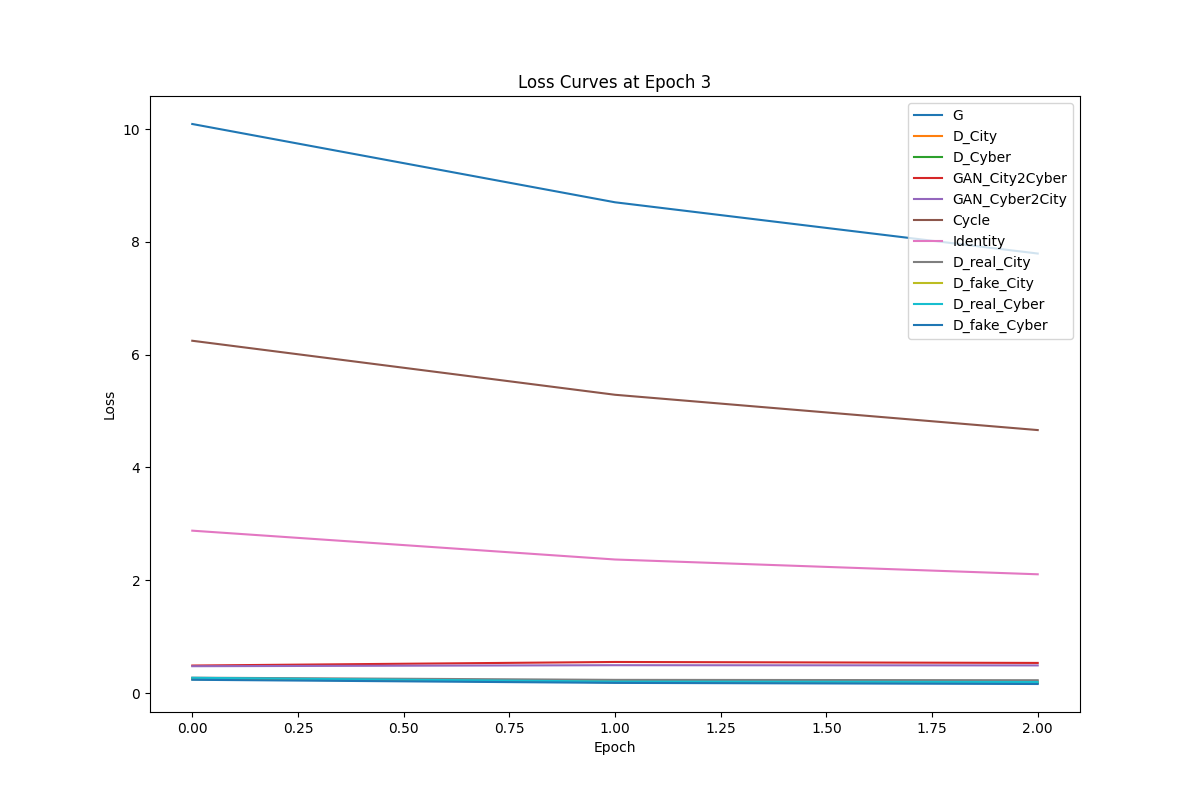 Loss Curves at Epoch 3
G
D_City
D_Cyber
GAN_City2Cyber
GAN_Cyber2City
Cycle
Identity
D_real_City
D_fake_City
D_real_Cyber
D_fake_Cyber
10
8
6
4
2
0
Loss
0.00 0.25 0.50 0.75 1.00 1.25 1.50 1.75 2.00
Epoch